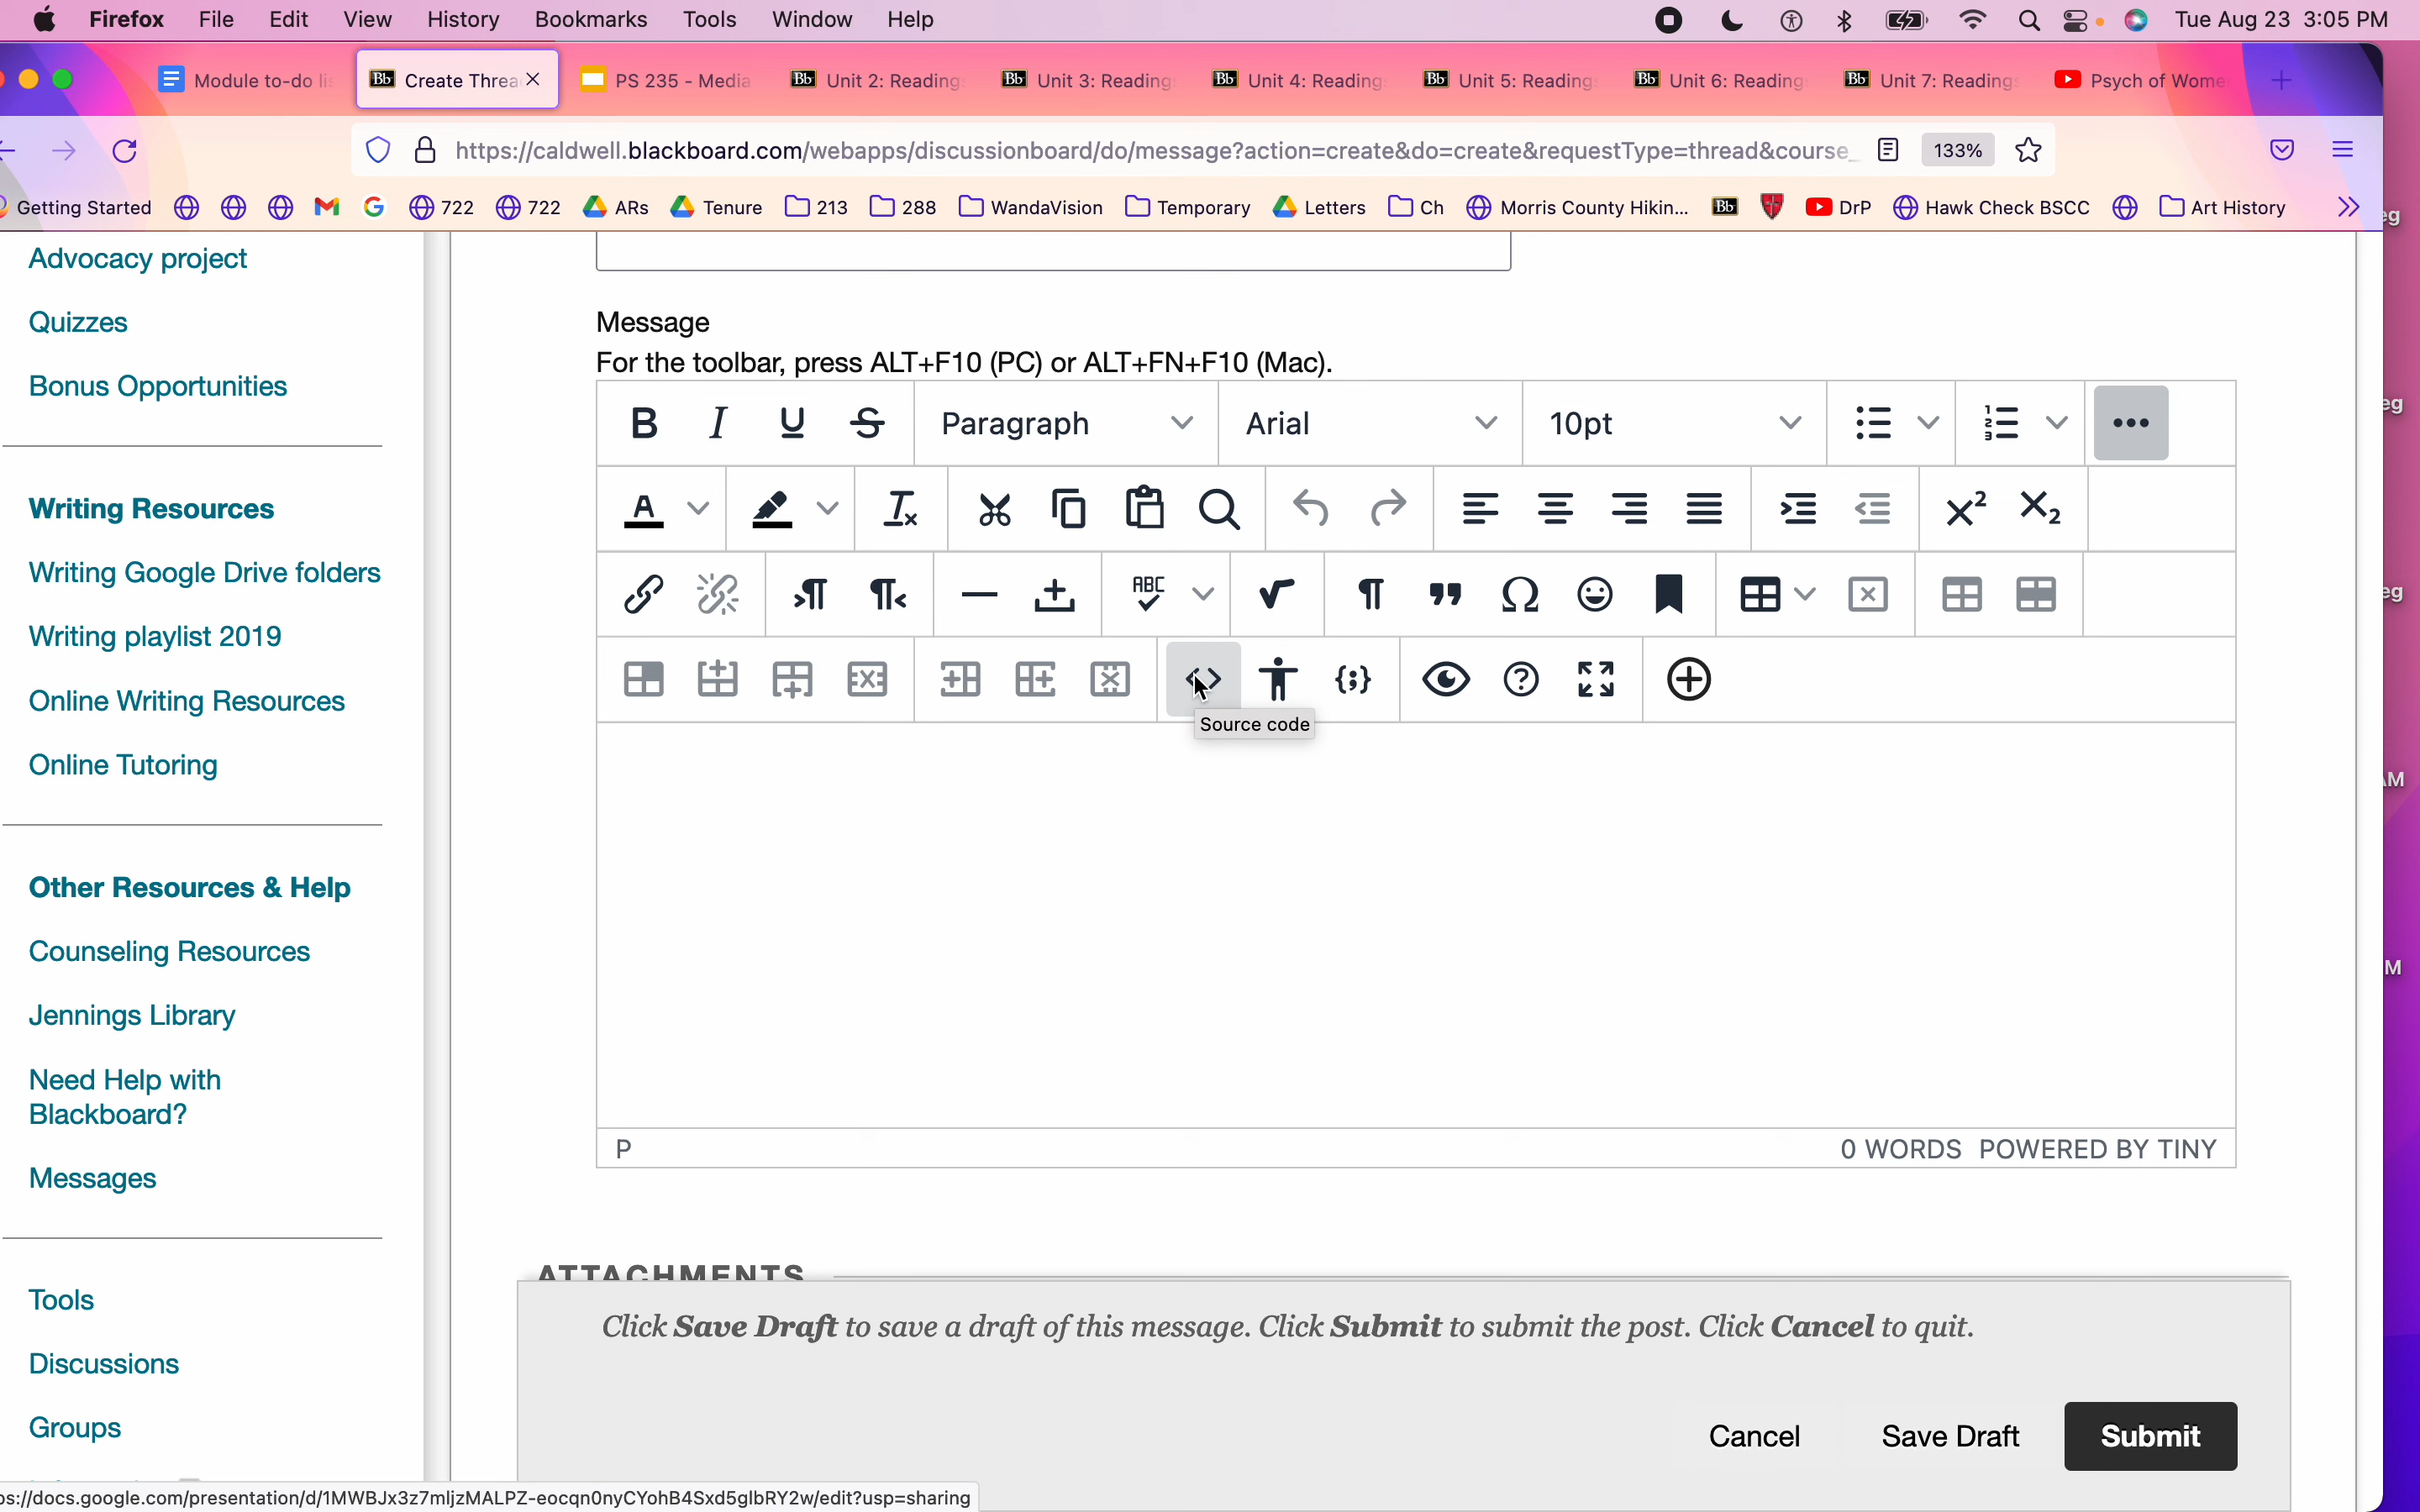 Firefox File Edit View History Bookmarks Tools Window Help Tue Aug 23 3:05 PM
Module to-do li Create Threa PS 235 - Media Unit 2: Reading Unit 3: Reading Unit 4: Reading Unit 5: Reading Unit 6: Reading Unit 7: Reading Psych of Wome
https://caldwell.blackboard.com/webapps/discussionboard/do/message?action=create&do=create&requestType=thread&course_ 133%
Getting Started 722 722 ARs Tenure 213 288 WandaVision Temporary Letters Ch Morris County Hikin... Bb DrP Hawk Check BSCC Art History
Advocacy project
Quizzes
Bonus Opportunities
Writing Resources
Writing Google Drive folders
Writing playlist 2019
Online Writing Resources
Online Tutoring
Other Resources & Help
Counseling Resources
Jennings Library
Need Help with
Blackboard?
Messages
Tools
Discussions
Groups
Message
For the toolbar, press ALT+F10 (PC) or ALT+FN+F10 (Mac).
Paragraph Arial 10pt
Source code
P 0 WORDS POWERED BY TINY
ATTACHMENTS
Click Save Draft to save a draft of this message. Click Submit to submit the post. Click Cancel to quit.
Cancel Save Draft Submit
ps://docs.google.com/presentation/d/1MWBJx3z7mljzMALPZ-eocqn0nyCYohB4Sxd5glbRY2w/edit?usp=sharing